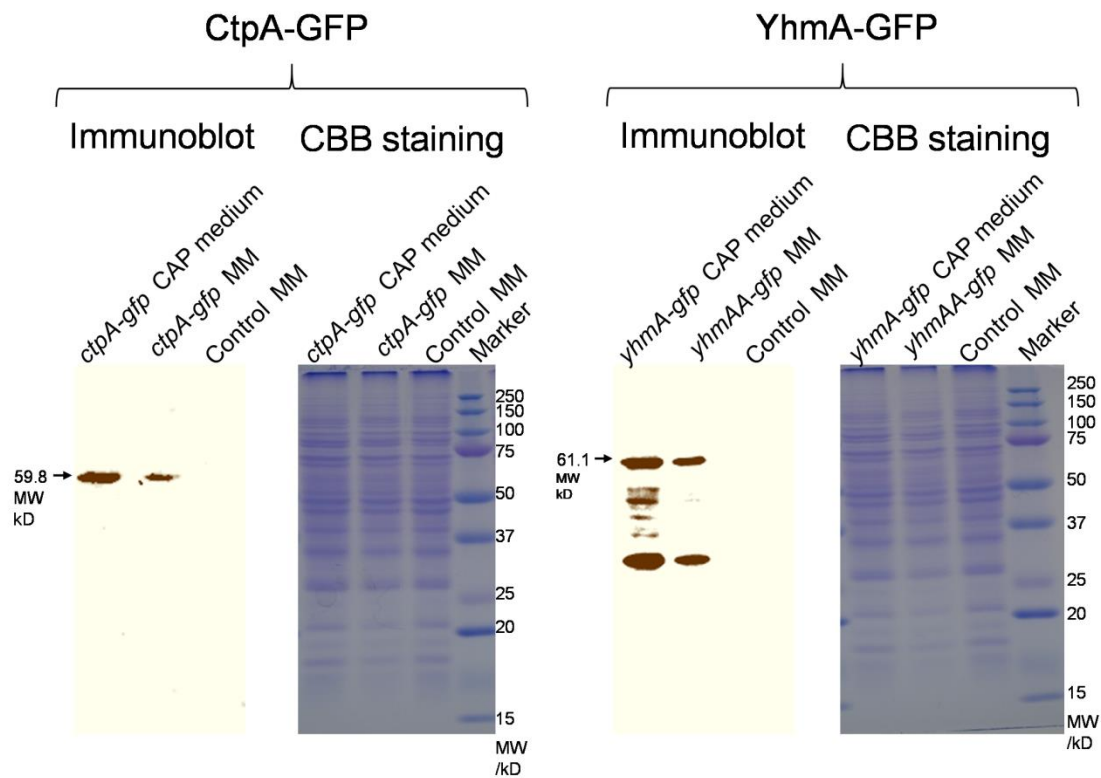 CtpA-GFP
YhmA-GFP
Immunoblot
CBB staining
Immunoblot
CBB staining
ctpA-gfp CAP medium
ctpA-gfp MM
Control MM
ctpA-gfp CAP medium
ctpA-gfp MM
Control MM
Marker
yhmA-gfp CAP medium
yhmAA-gfp MM
Control MM
yhmA-gfp CAP medium
yhmAA-gfp MM
Control MM
Marker
59.8
MW
kD
250
150
100
75
50
37
25
20
15
MW
/kD
61.1
MW
kD
250
150
100
75
50
37
25
20
15
MW
/kD